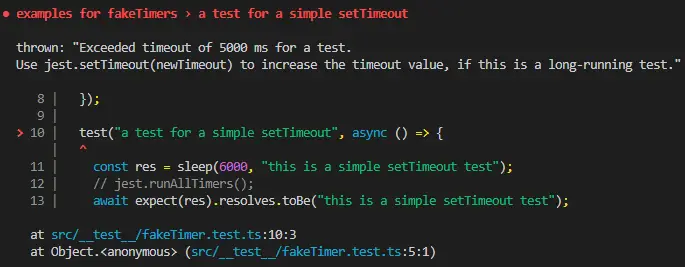 ● examples for fakeTimers › a test for a simple setTimeout
thrown: "Exceeded timeout of 5000 ms for a test.
Use jest.setTimeout(newTimeout) to increase the timeout value, if this is a long-running test."
8 |   });
9 |
> 10 |   test("a test for a simple setTimeout", async () => {
|   ^
11 |     const res = sleep(6000, "this is a simple setTimeout test");
12 |     // jest.runAllTimers();
13 |     await expect(res).resolves.toBe("this is a simple setTimeout test");
at src/__test__/fakeTimer.test.ts:10:3
at Object.<anonymous> (src/__test__/fakeTimer.test.ts:5:1)